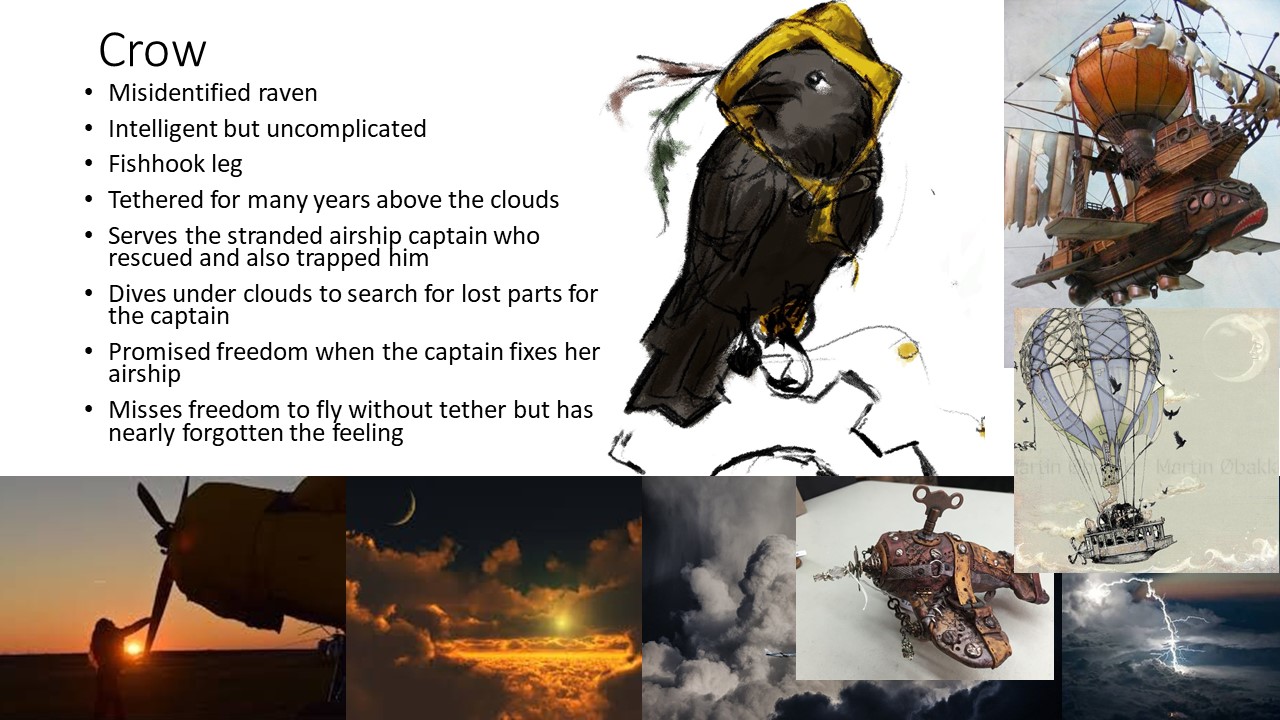 Crow
• Misidentified raven
• Intelligent but uncomplicated
• Fishhook leg
• Tethered for many years above the clouds
• Serves the stranded airship captain who
rescued and also trapped him
• Dives under clouds to search for lost parts for
the captain
• Promised freedom when the captain fixes her
airship
• Misses freedom to fly without tether but has
nearly forgotten the feeling
Martin